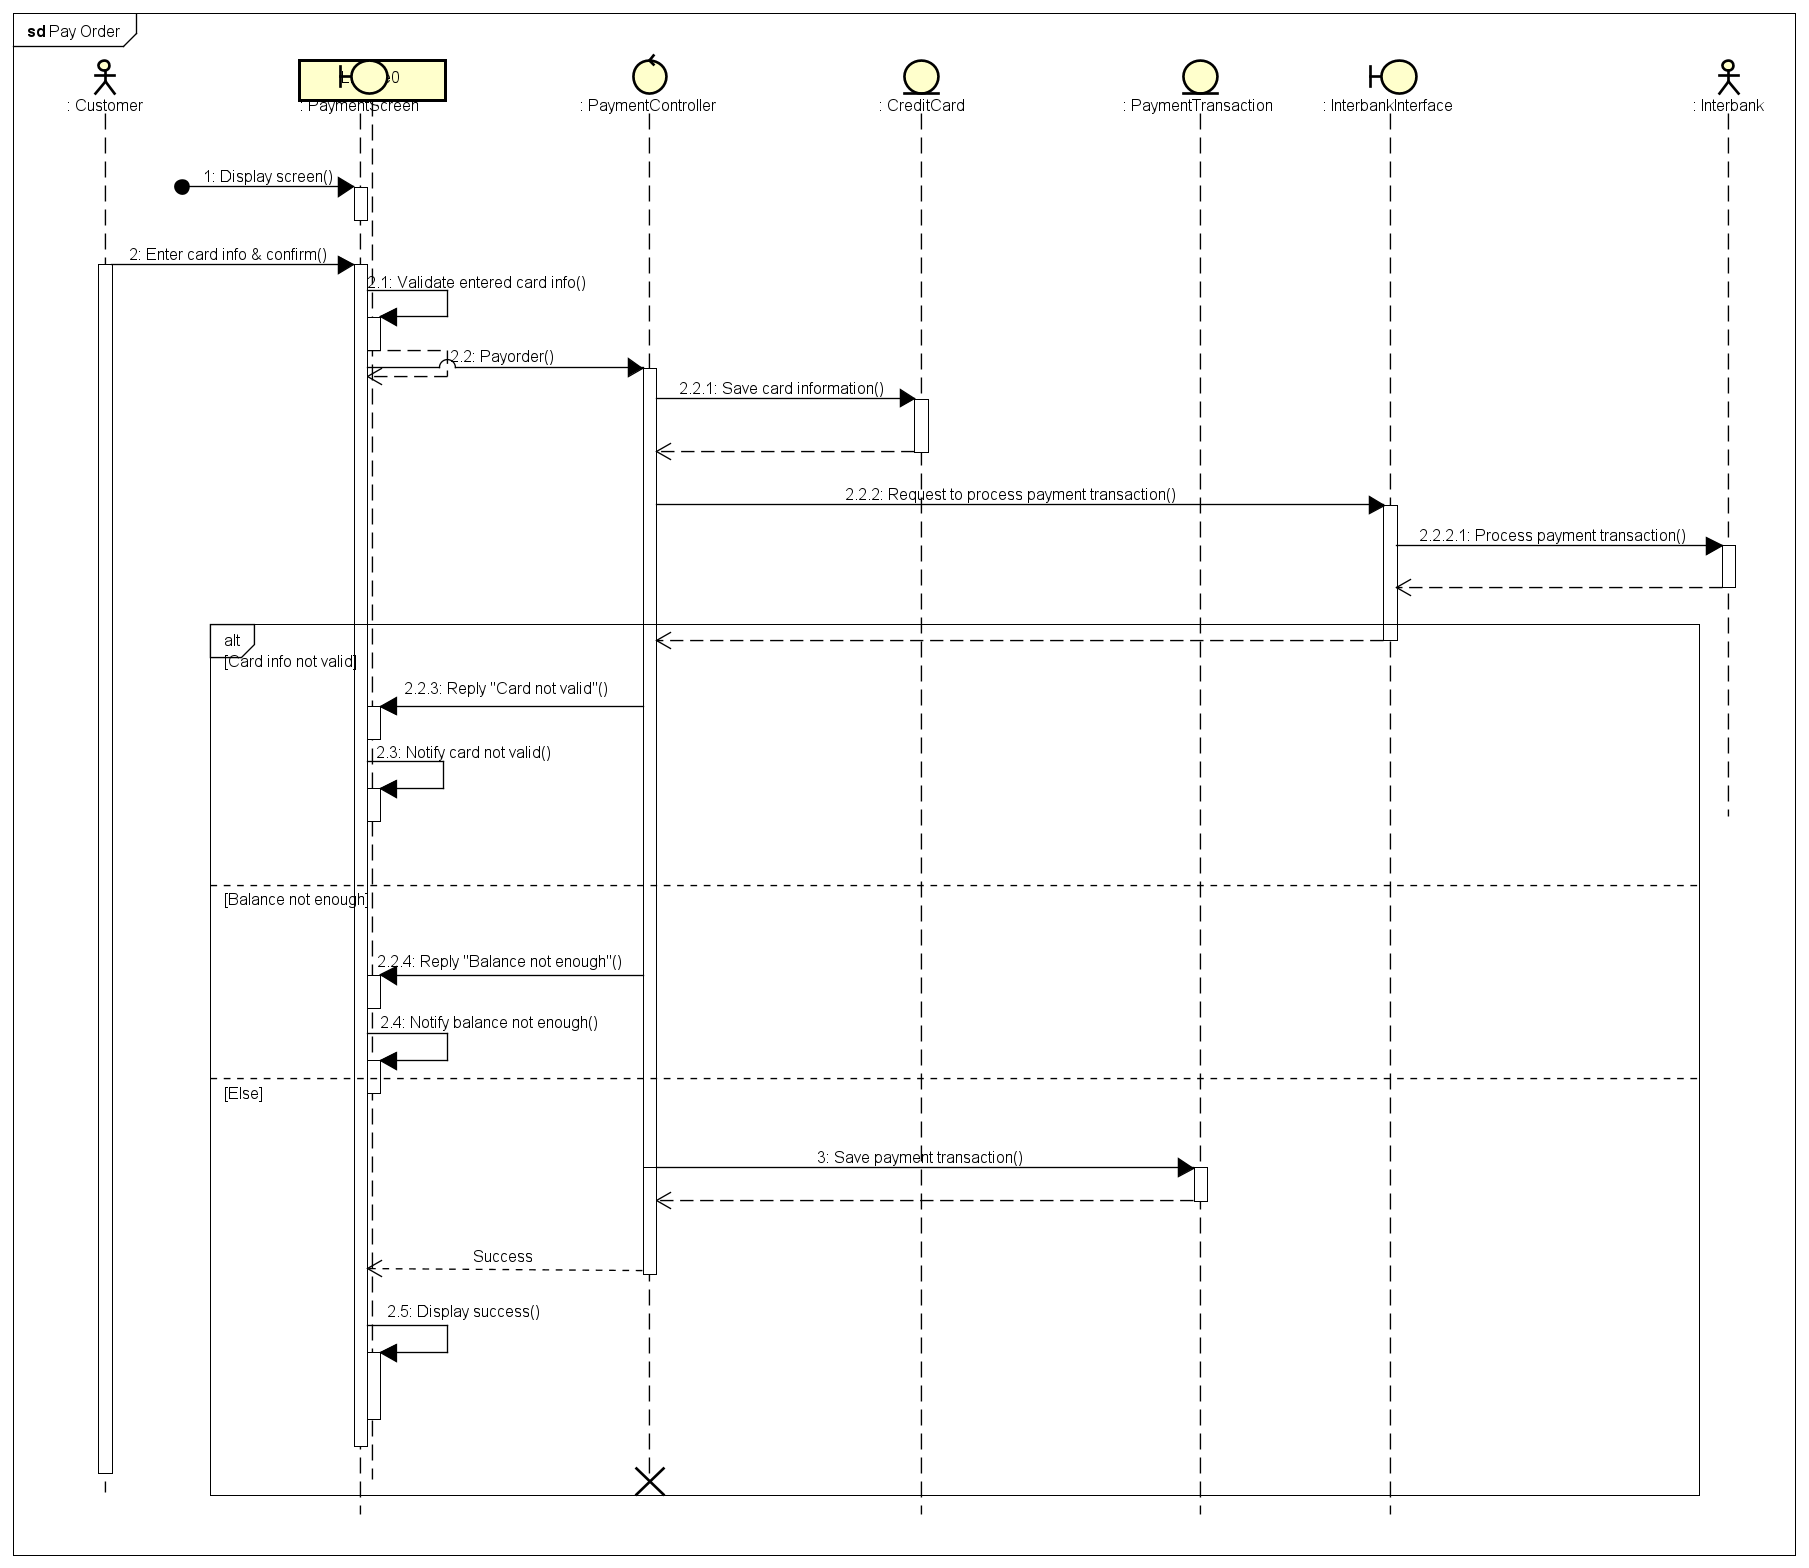 sd Pay Order
: Customer
: PaymentScreen
: PaymentController
: CreditCard
: PaymentTransaction
: InterbankInterface
: Interbank
1: Display screen()
2: Enter card info & confirm()
2.1: Validate entered card info()
2.2: Payorder()
2.2.1: Save card information()
2.2.2: Request to process payment transaction()
2.2.2.1: Process payment transaction()
alt
[Card info not valid]
2.2.3: Reply "Card not valid"()
2.3: Notify card not valid()
[Balance not enough]
2.2.4: Reply "Balance not enough"()
2.4: Notify balance not enough()
[Else]
3: Save payment transaction()
Success
2.5: Display success()